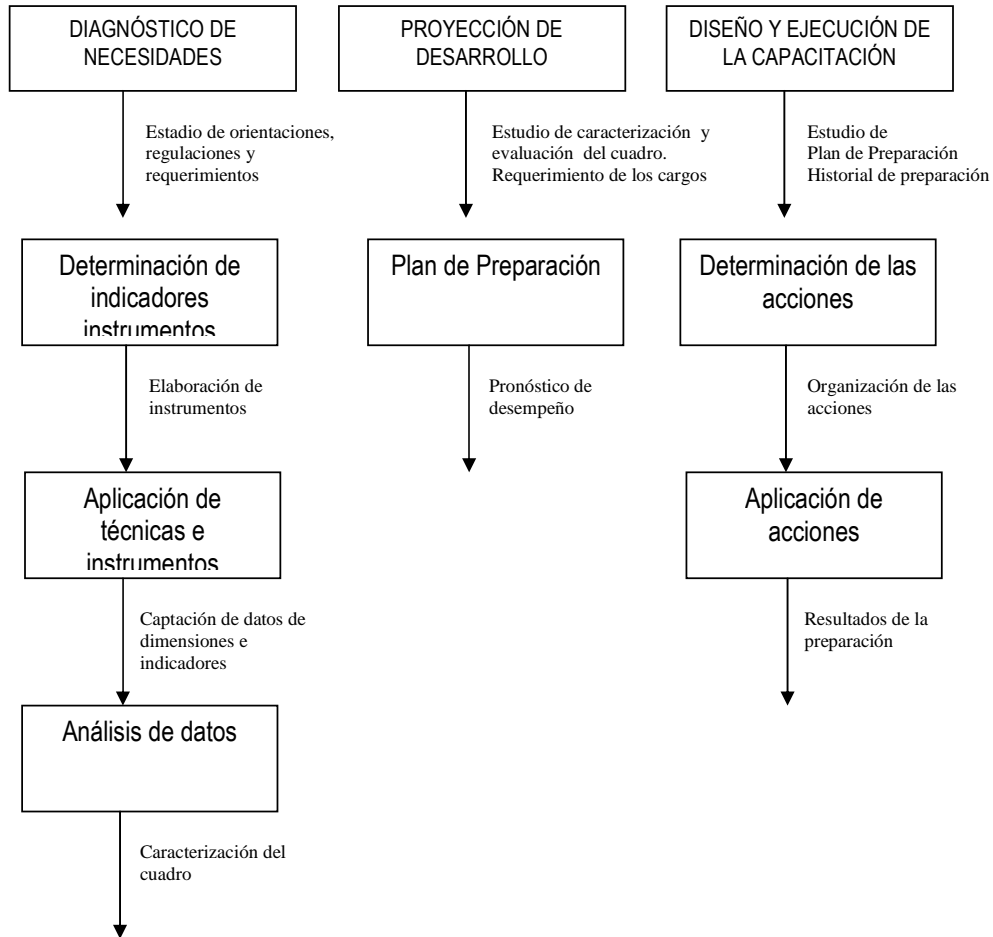 DIAGNÓSTICO DE
NECESIDADES
Estadio de orientaciones,
regulaciones y
requerimientos
Determinación de
indicadores
instrumentos
Elaboración de
instrumentos
Aplicación de
técnicas e
instrumentos
Captación de datos de
dimensiones e
indicadores
Análisis de datos
Caracterización del
cuadro
PROYECCIÓN DE
DESARROLLO
Estudio de caracterización y
evaluación del cuadro.
Requerimiento de los cargos
Plan de Preparación
Pronóstico de
desempeño
DISEÑO Y EJECUCIÓN DE
LA CAPACITACIÓN
Estudio de
Plan de Preparación
Historial de preparación
Determinación de las
acciones
Organización de las
acciones
Aplicación de
acciones
Resultados de la
preparación